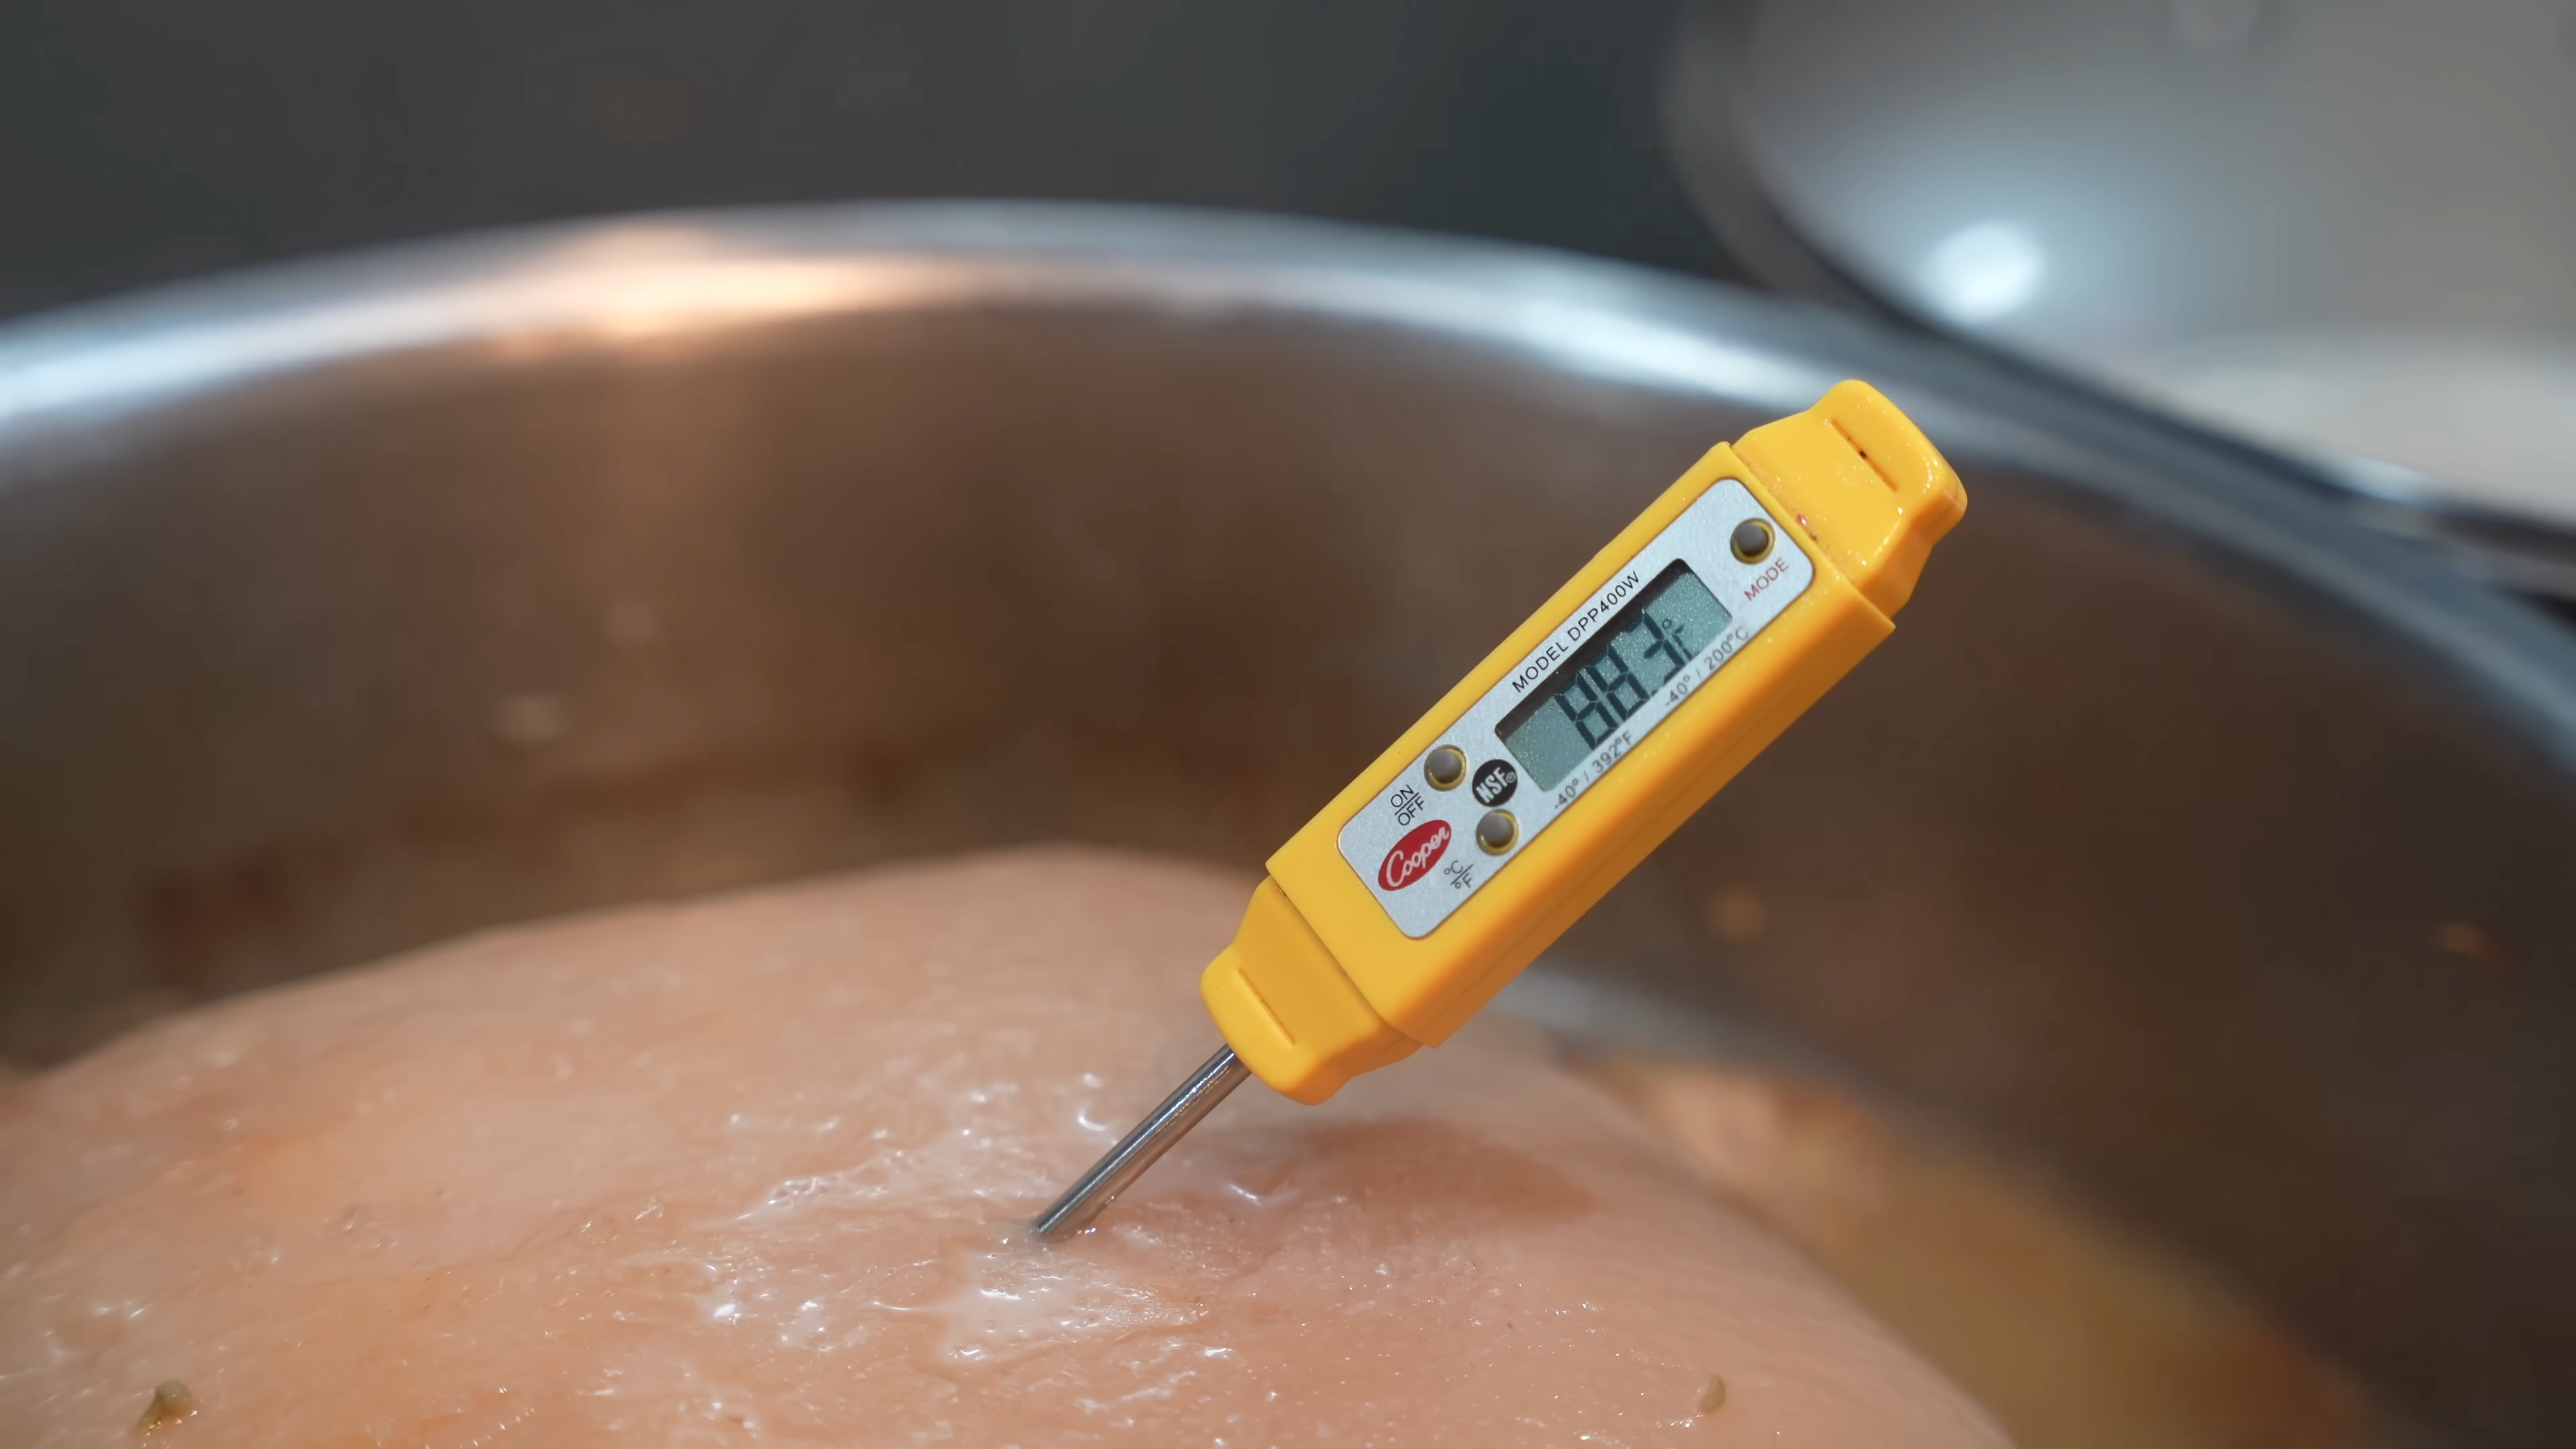 MODE
MODEL DPP400W
88.3°F
-40° / 392°F -40° / 200°C
ON
OFF
NSF®
Cooper
°C
°F